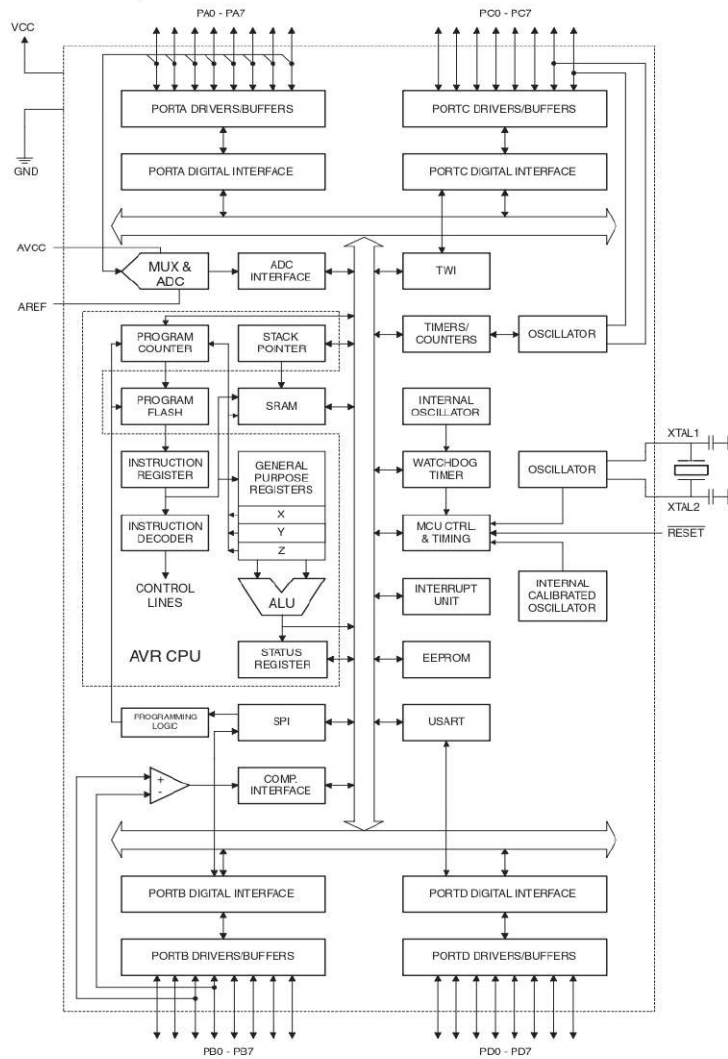 PA0 - PA7
PC0 - PC7
VCC
PORTA DRIVERS/BUFFERS
PORTC DRIVERS/BUFFERS
GND
PORTA DIGITAL INTERFACE
PORTC DIGITAL INTERFACE
AVCC
MUX &
ADC
ADC
INTERFACE
TWI
AREF
PROGRAM
COUNTER
STACK
POINTER
TIMERS/
COUNTERS
OSCILLATOR
PROGRAM
FLASH
SRAM
INTERNAL
OSCILLATOR
XTAL1
INSTRUCTION
REGISTER
GENERAL
PURPOSE
REGISTERS
WATCHDOG
TIMER
OSCILLATOR
X
XTAL2
INSTRUCTION
DECODER
Y
MCU CTRL.
& TIMING
RESET
Z
CONTROL
LINES
ALU
INTERRUPT
UNIT
INTERNAL
CALIBRATED
OSCILLATOR
AVR CPU
STATUS
REGISTER
EEPROM
PROGRAMMING
LOGIC
SPI
USART
+
-
COMP.
INTERFACE
PORTB DIGITAL INTERFACE
PORTD DIGITAL INTERFACE
PORTB DRIVERS/BUFFERS
PORTD DRIVERS/BUFFERS
PB0 - PB7
PD0 - PD7